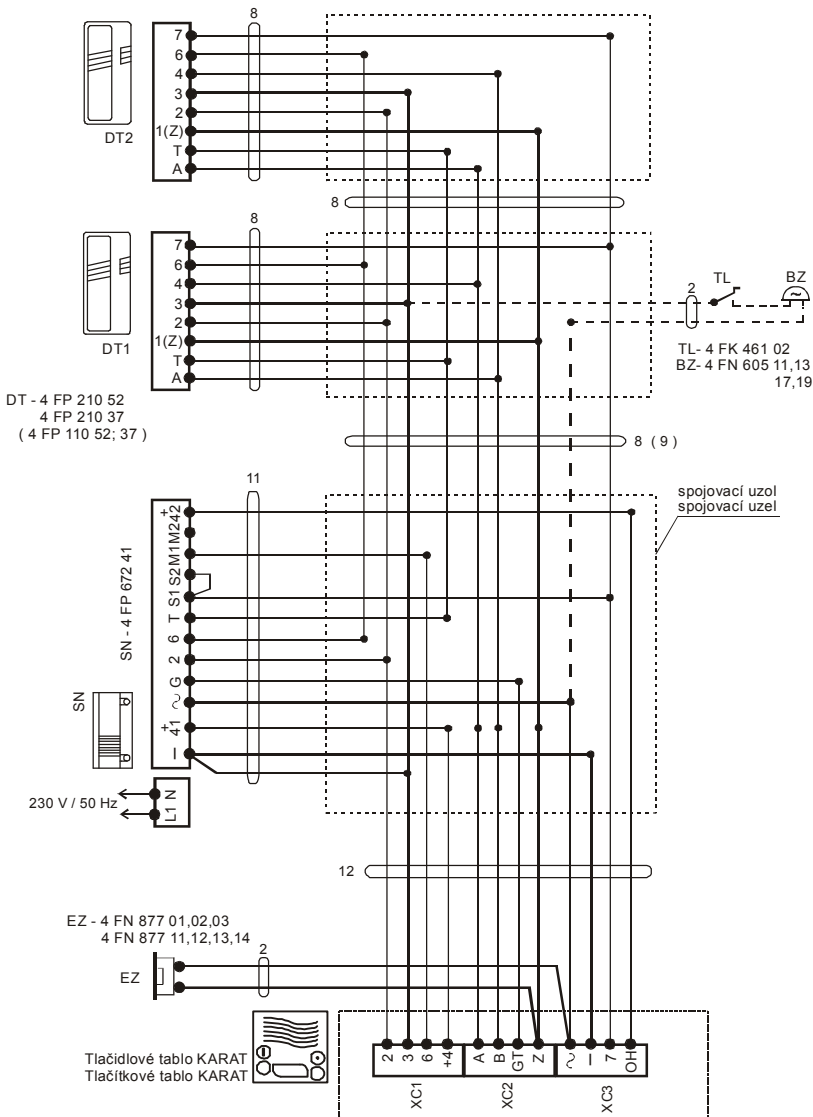 8
7
6
4
3
2
1(Z)
T
A
DT2
8
8
7
6
4
3
2
1(Z)
T
A
DT1
2
TL
BZ
TL- 4 FK 461 02
BZ- 4 FN 605 11,13
17,19
DT - 4 FP 210 52
4 FP 210 37
( 4 FP 110 52; 37 )
8 ( 9 )
11
spojovací uzol
spojovací uzel
SN - 4 FP 672 41
+
42
M2
M1
S2
S1
T
6
2
G
~
+
41
–
SN
230 V / 50 Hz
L1 N
12
EZ - 4 FN 877 01,02,03
4 FN 877 11,12,13,14
2
EZ
Tlačidlové tablo KARAT
Tlačítkové tablo KARAT
2
3
6
+4
A
B
GT
Z
~
–
7
OH
XC1
XC2
XC3